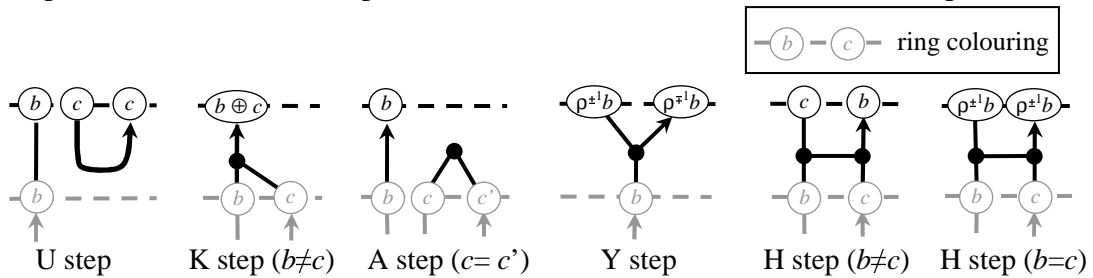 b c ring colouring
b c c b ⊕ c b ρ±1b ρ∓1b c b ρ±1b ρ±1b
b b c c c' b b c b c
U step K step (b≠c) A step (c= c') Y step H step (b≠c) H step (b=c)